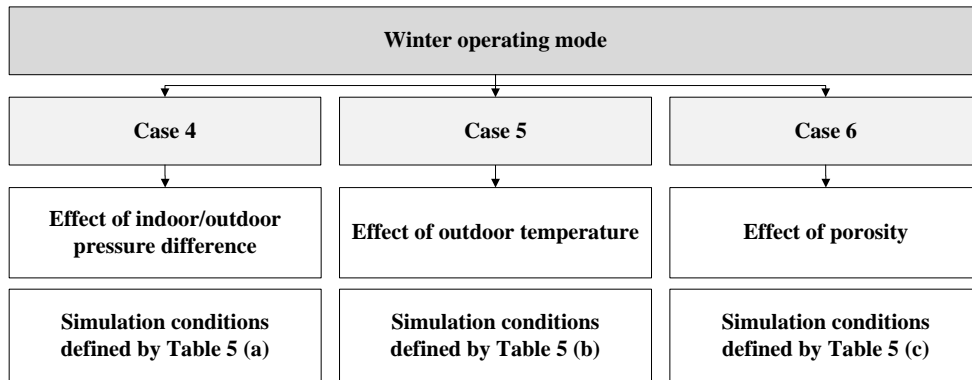 Winter operating mode
Case 4
Case 5
Case 6
Effect of indoor/outdoor
pressure difference
Effect of outdoor temperature
Effect of porosity
Simulation conditions
defined by Table 5 (a)
Simulation conditions
defined by Table 5 (b)
Simulation conditions
defined by Table 5 (c)